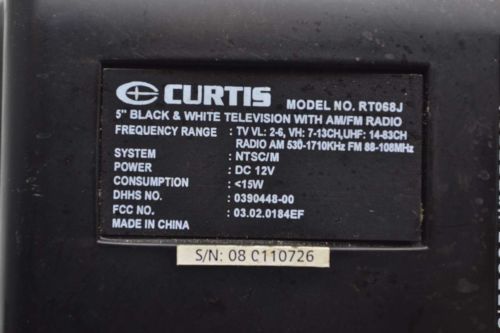 CURTIS MODEL NO. RT068J
5" BLACK & WHITE TELEVISION WITH AM/FM RADIO
FREQUENCY RANGE : TV VL: 2-6, VH: 7-13CH,UHF: 14-83CH
RADIO AM 530-1710KHz FM 88-108MHz
SYSTEM : NTSC/M
POWER : DC 12V
CONSUMPTION : <15W
DHHS NO. : 0390448-00
FCC NO. : 03.02.0184EF
MADE IN CHINA
S/N: 08 0110726